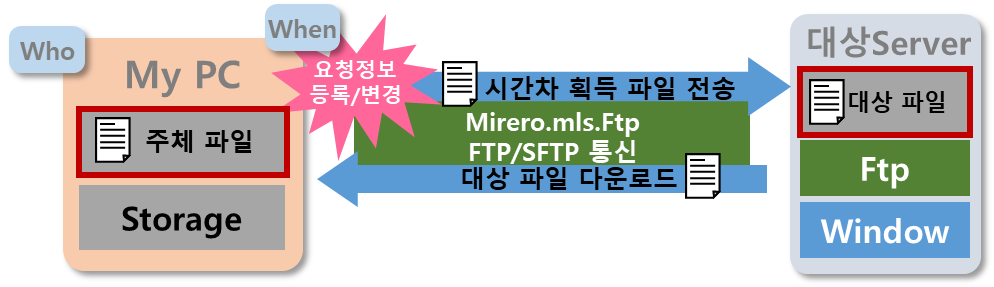 Who
When
My PC
주체 파일
Storage
요청정보
등록/변경
시간차 획득 파일 전송
Mirero.mls.Ftp
FTP/SFTP 통신
대상 파일 다운로드
대상Server
대상 파일
Ftp
Window